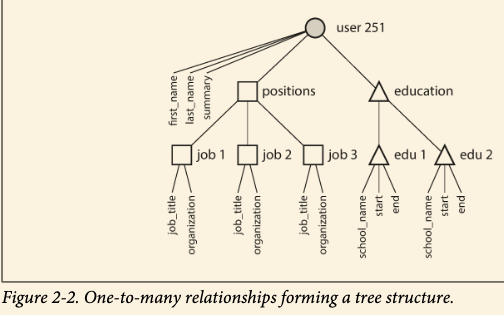 user 251
first_name
last_name
summary
positions
education
job 1
job 2
job 3
edu 1
edu 2
job_title
organization
job_title
organization
job_title
organization
school_name
start
end
school_name
start
end
Figure 2-2. One-to-many relationships forming a tree structure.